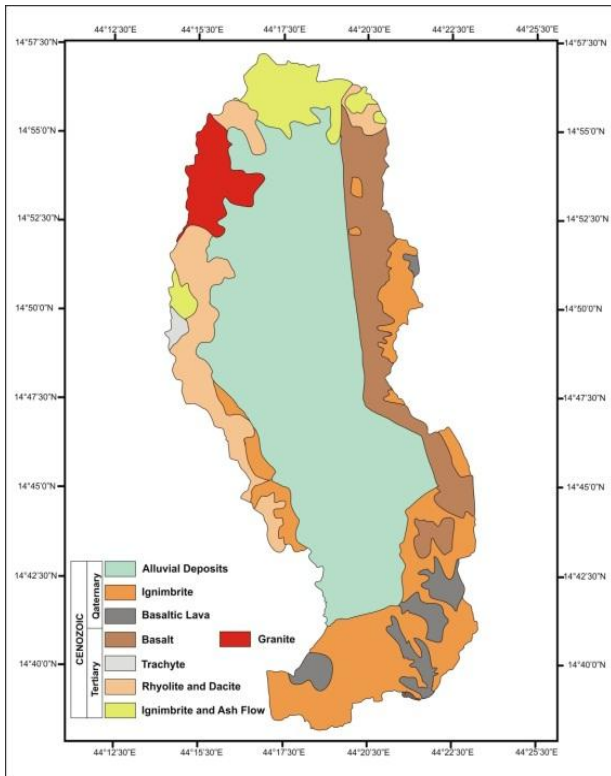 44°12'30"E 44°15'0"E 44°17'30"E 44°20'0"E 44°22'30"E 44°25'30"E
14°57'30"N 14°57'30"N
14°55'0"N 14°55'0"N
14°52'30"N 14°52'30"N
14°50'0"N 14°50'0"N
14°47'30"N 14°47'30"N
14°45'0"N 14°45'0"N
14°42'30"N 14°42'30"N
14°40'0"N 14°40'0"N
CENOZOIC
Qaternary
Tertiary
Alluvial Deposits
Ignimbrite
Basaltic Lava
Basalt Granite
Trachyte
Rhyolite and Dacite
Ignimbrite and Ash Flow
44°12'30"E 44°15'0"E 44°17'30"E 44°20'0"E 44°22'30"E 44°25'30"E